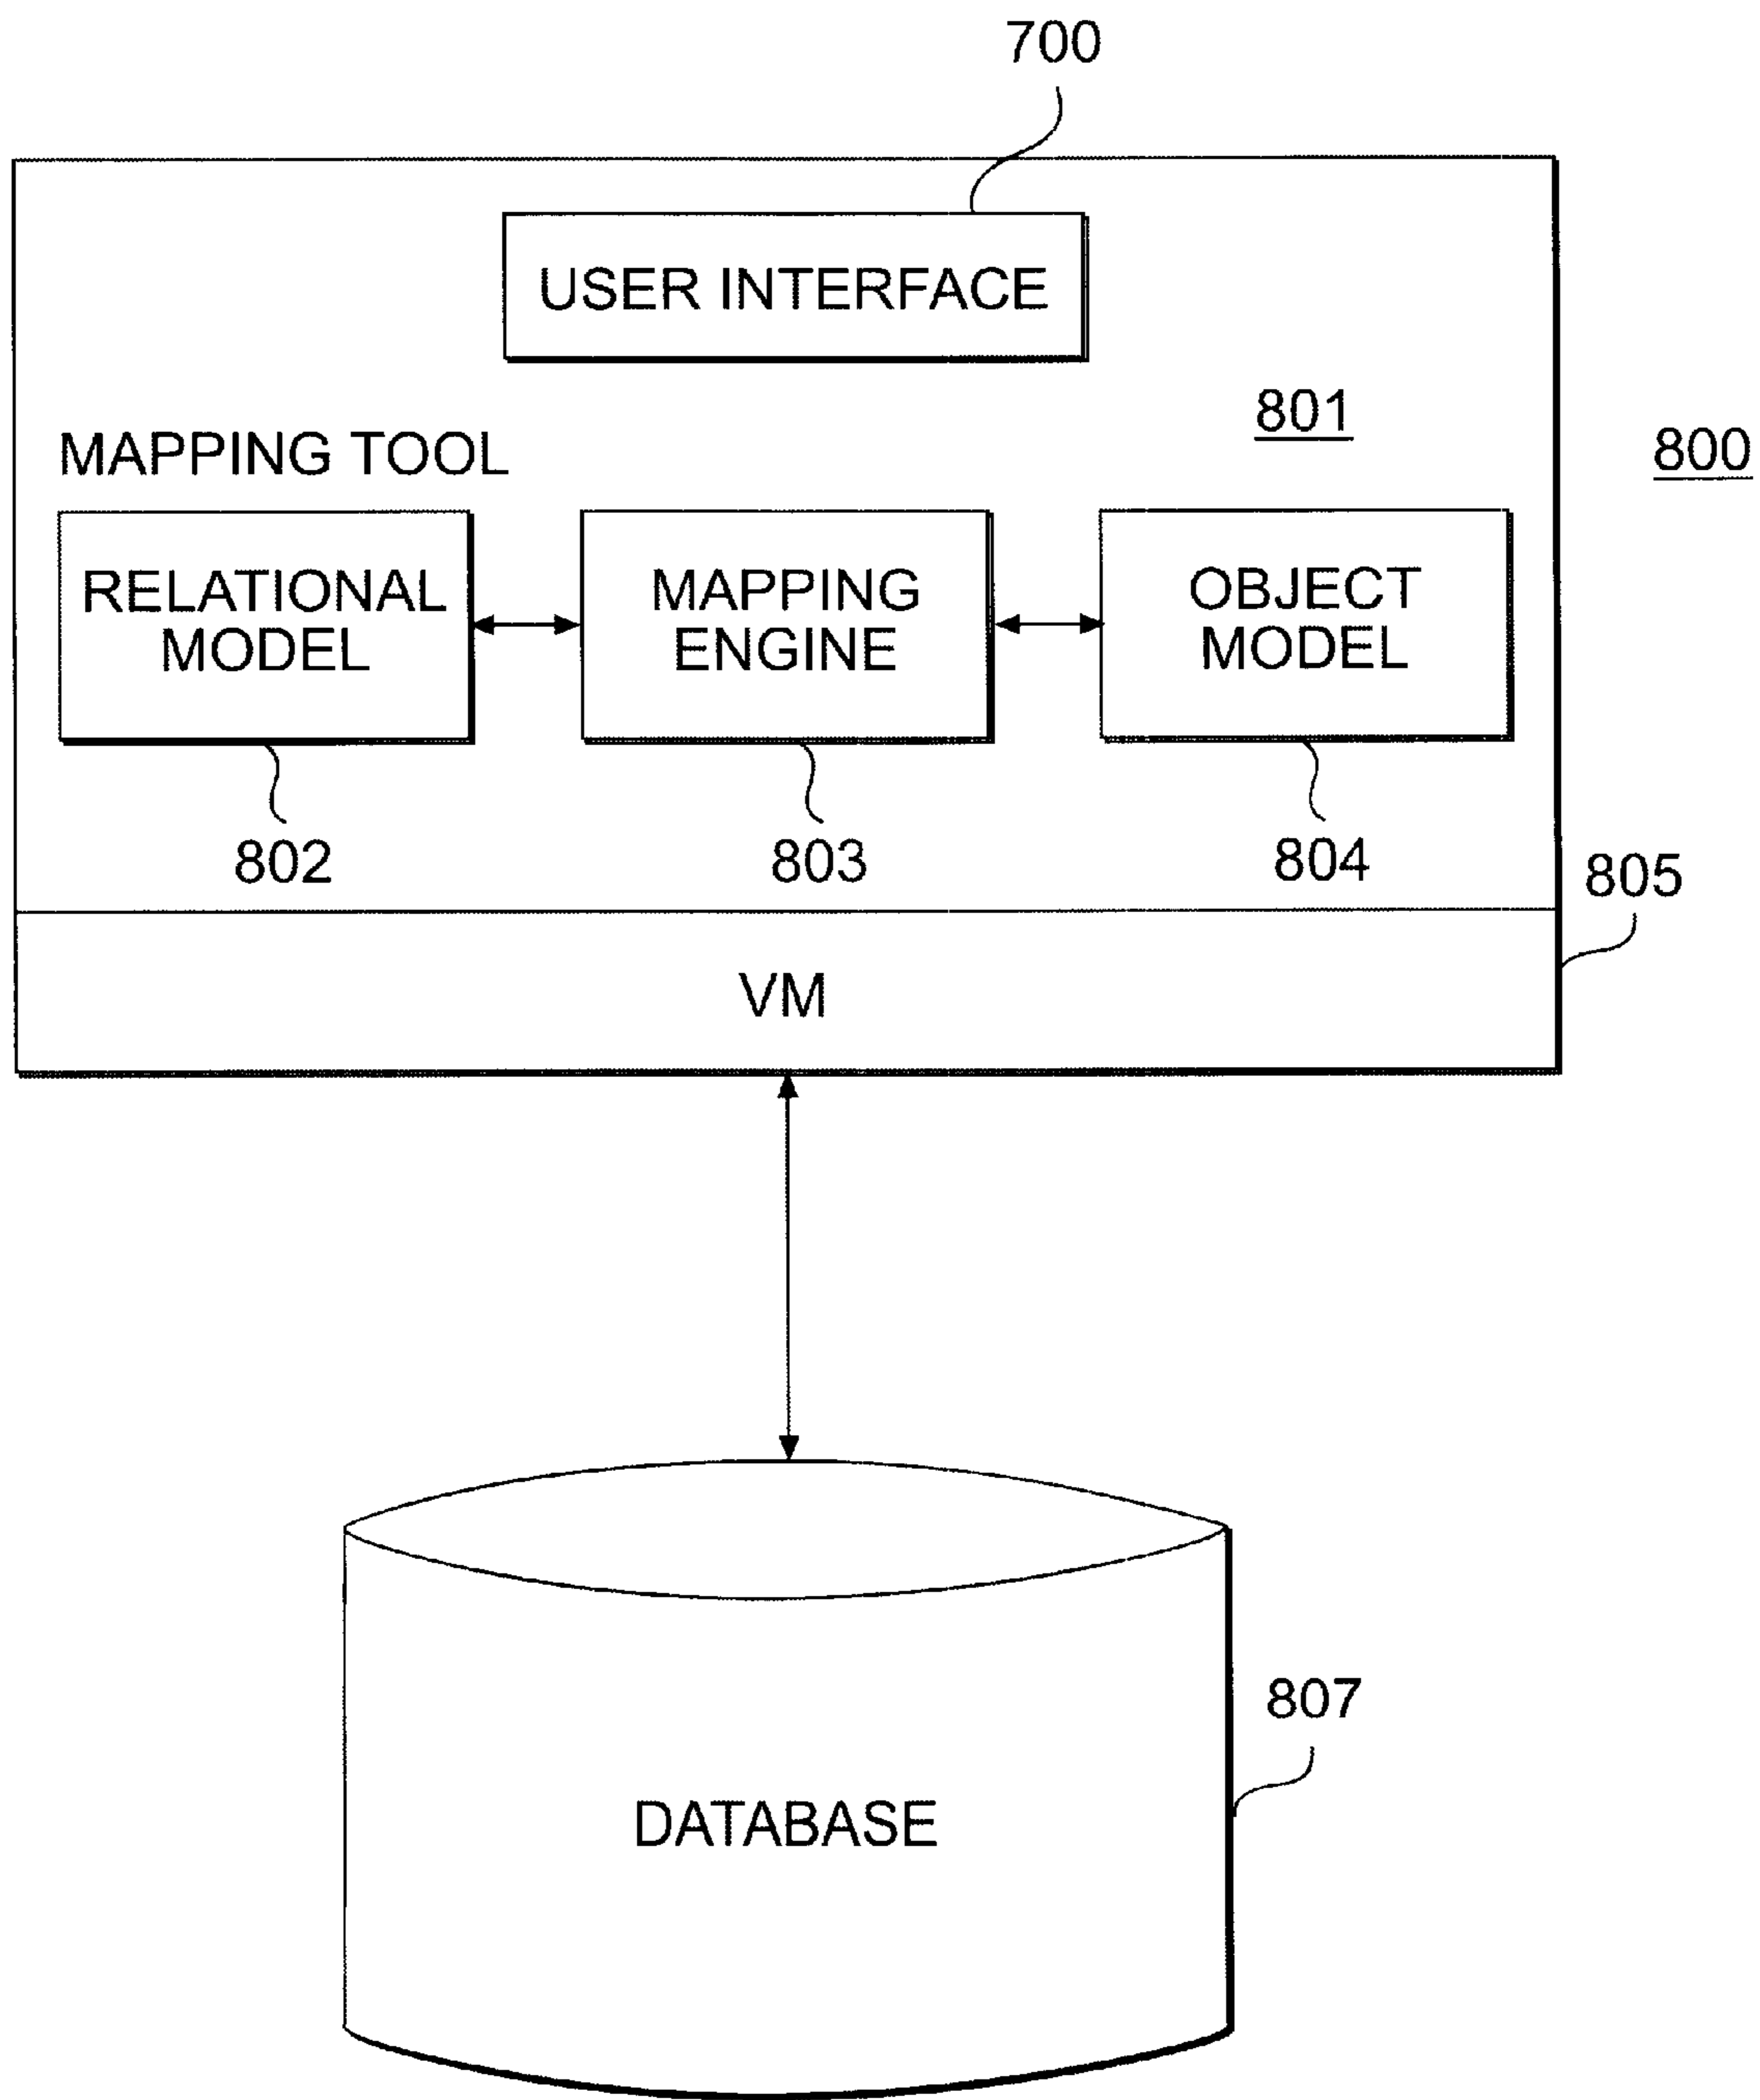 700
USER INTERFACE
801
MAPPING TOOL
800
RELATIONAL
MODEL
MAPPING
ENGINE
OBJECT
MODEL
802
803
804
805
VM
807
DATABASE